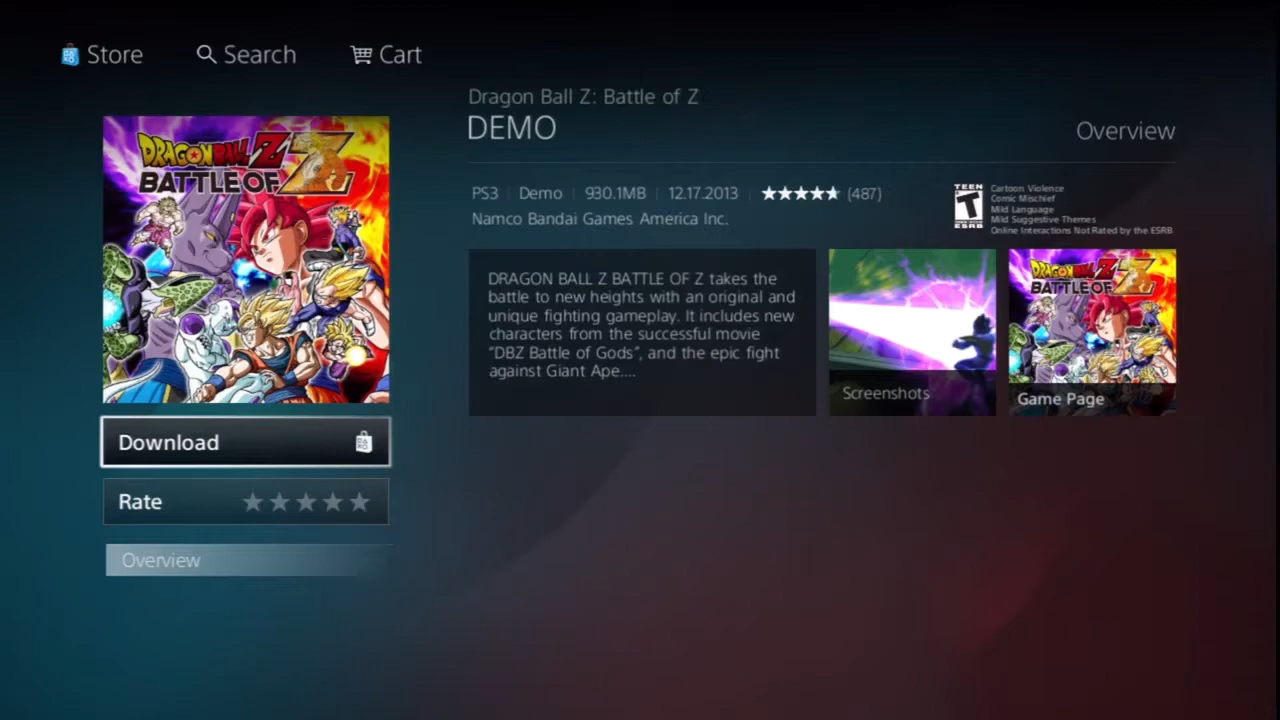 Store
Search
Cart
Dragon Ball Z: Battle of Z
DEMO
Overview
PS3
Demo
930.1MB
12.17.2013
(487)
Namco Bandai Games America Inc.
TEEN
T
ESRB
Cartoon Violence
Comic Mischief
Mild Language
Mild Suggestive Themes
Online Interactions Not Rated by the ESRB
DRAGON BALL Z
BATTLE OF Z
DRAGON BALL Z BATTLE OF Z takes the
battle to new heights with an original and
unique fighting gameplay. It includes new
characters from the successful movie
“DBZ Battle of Gods”, and the epic fight
against Giant Ape....
Screenshots
DRAGON BALL Z
BATTLE OF Z
Game Page
Download
Rate
Overview